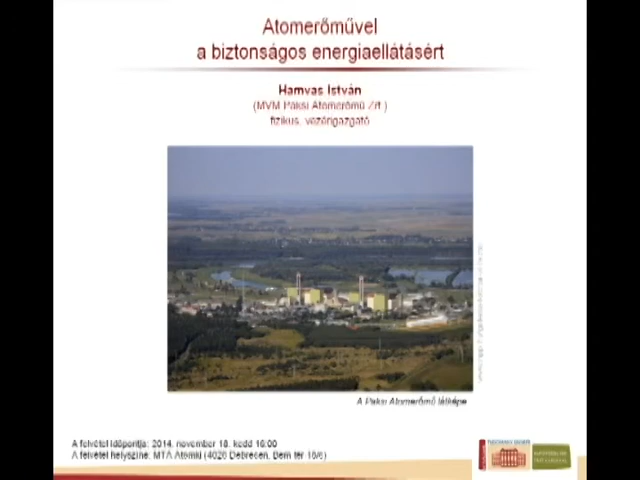 Atomerőművel
a biztonságos energiaellátásért
Hamvas István
(MVM Paksi Atomerőmű Zrt.)
fizikus, vezérigazgató
A Paksi Atomerőmű látképe
A felvétel időpontja: 2014. november 18. kedd 16:00
A felvétel helyszíne: MTA Atomki (4026 Debrecen, Bem tér 18/c)